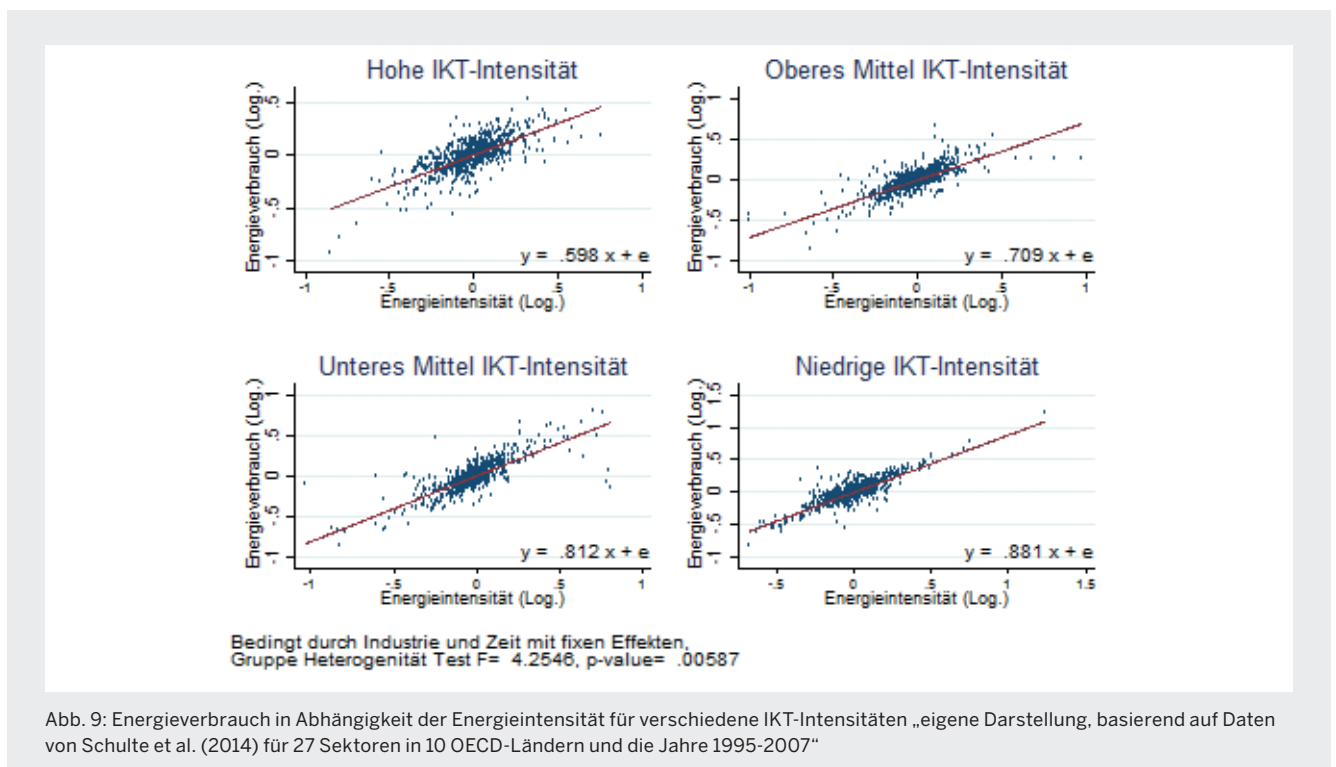 Hohe IKT-Intensität
Energieverbrauch (Log.)
.5
0
-.5
-1
y = .598 x + e
-1 -.5 0 .5 1
Energieintensität (Log.)
Oberes Mittel IKT-Intensität
Energieverbrauch (Log.)
1
.5
0
-.5
-1
y = .709 x + e
-1 -.5 0 .5 1
Energieintensität (Log.)
Unteres Mittel IKT-Intensität
Energieverbrauch (Log.)
1
.5
0
-.5
-1
y = .812 x + e
-1 -.5 0 .5 1
Energieintensität (Log.)
Niedrige IKT-Intensität
Energieverbrauch (Log.)
1.5
1
.5
0
-.5
-1
y = .881 x + e
-.5 0 .5 1 1.5
Energieintensität (Log.)
Bedingt durch Industrie und Zeit mit fixen Effekten,
Gruppe Heterogenität Test F= 4.2546, p-value= .00587
Abb. 9: Energieverbrauch in Abhängigkeit der Energieintensität für verschiedene IKT-Intensitäten „eigene Darstellung, basierend auf Daten
von Schulte et al. (2014) für 27 Sektoren in 10 OECD-Ländern und die Jahre 1995-2007“